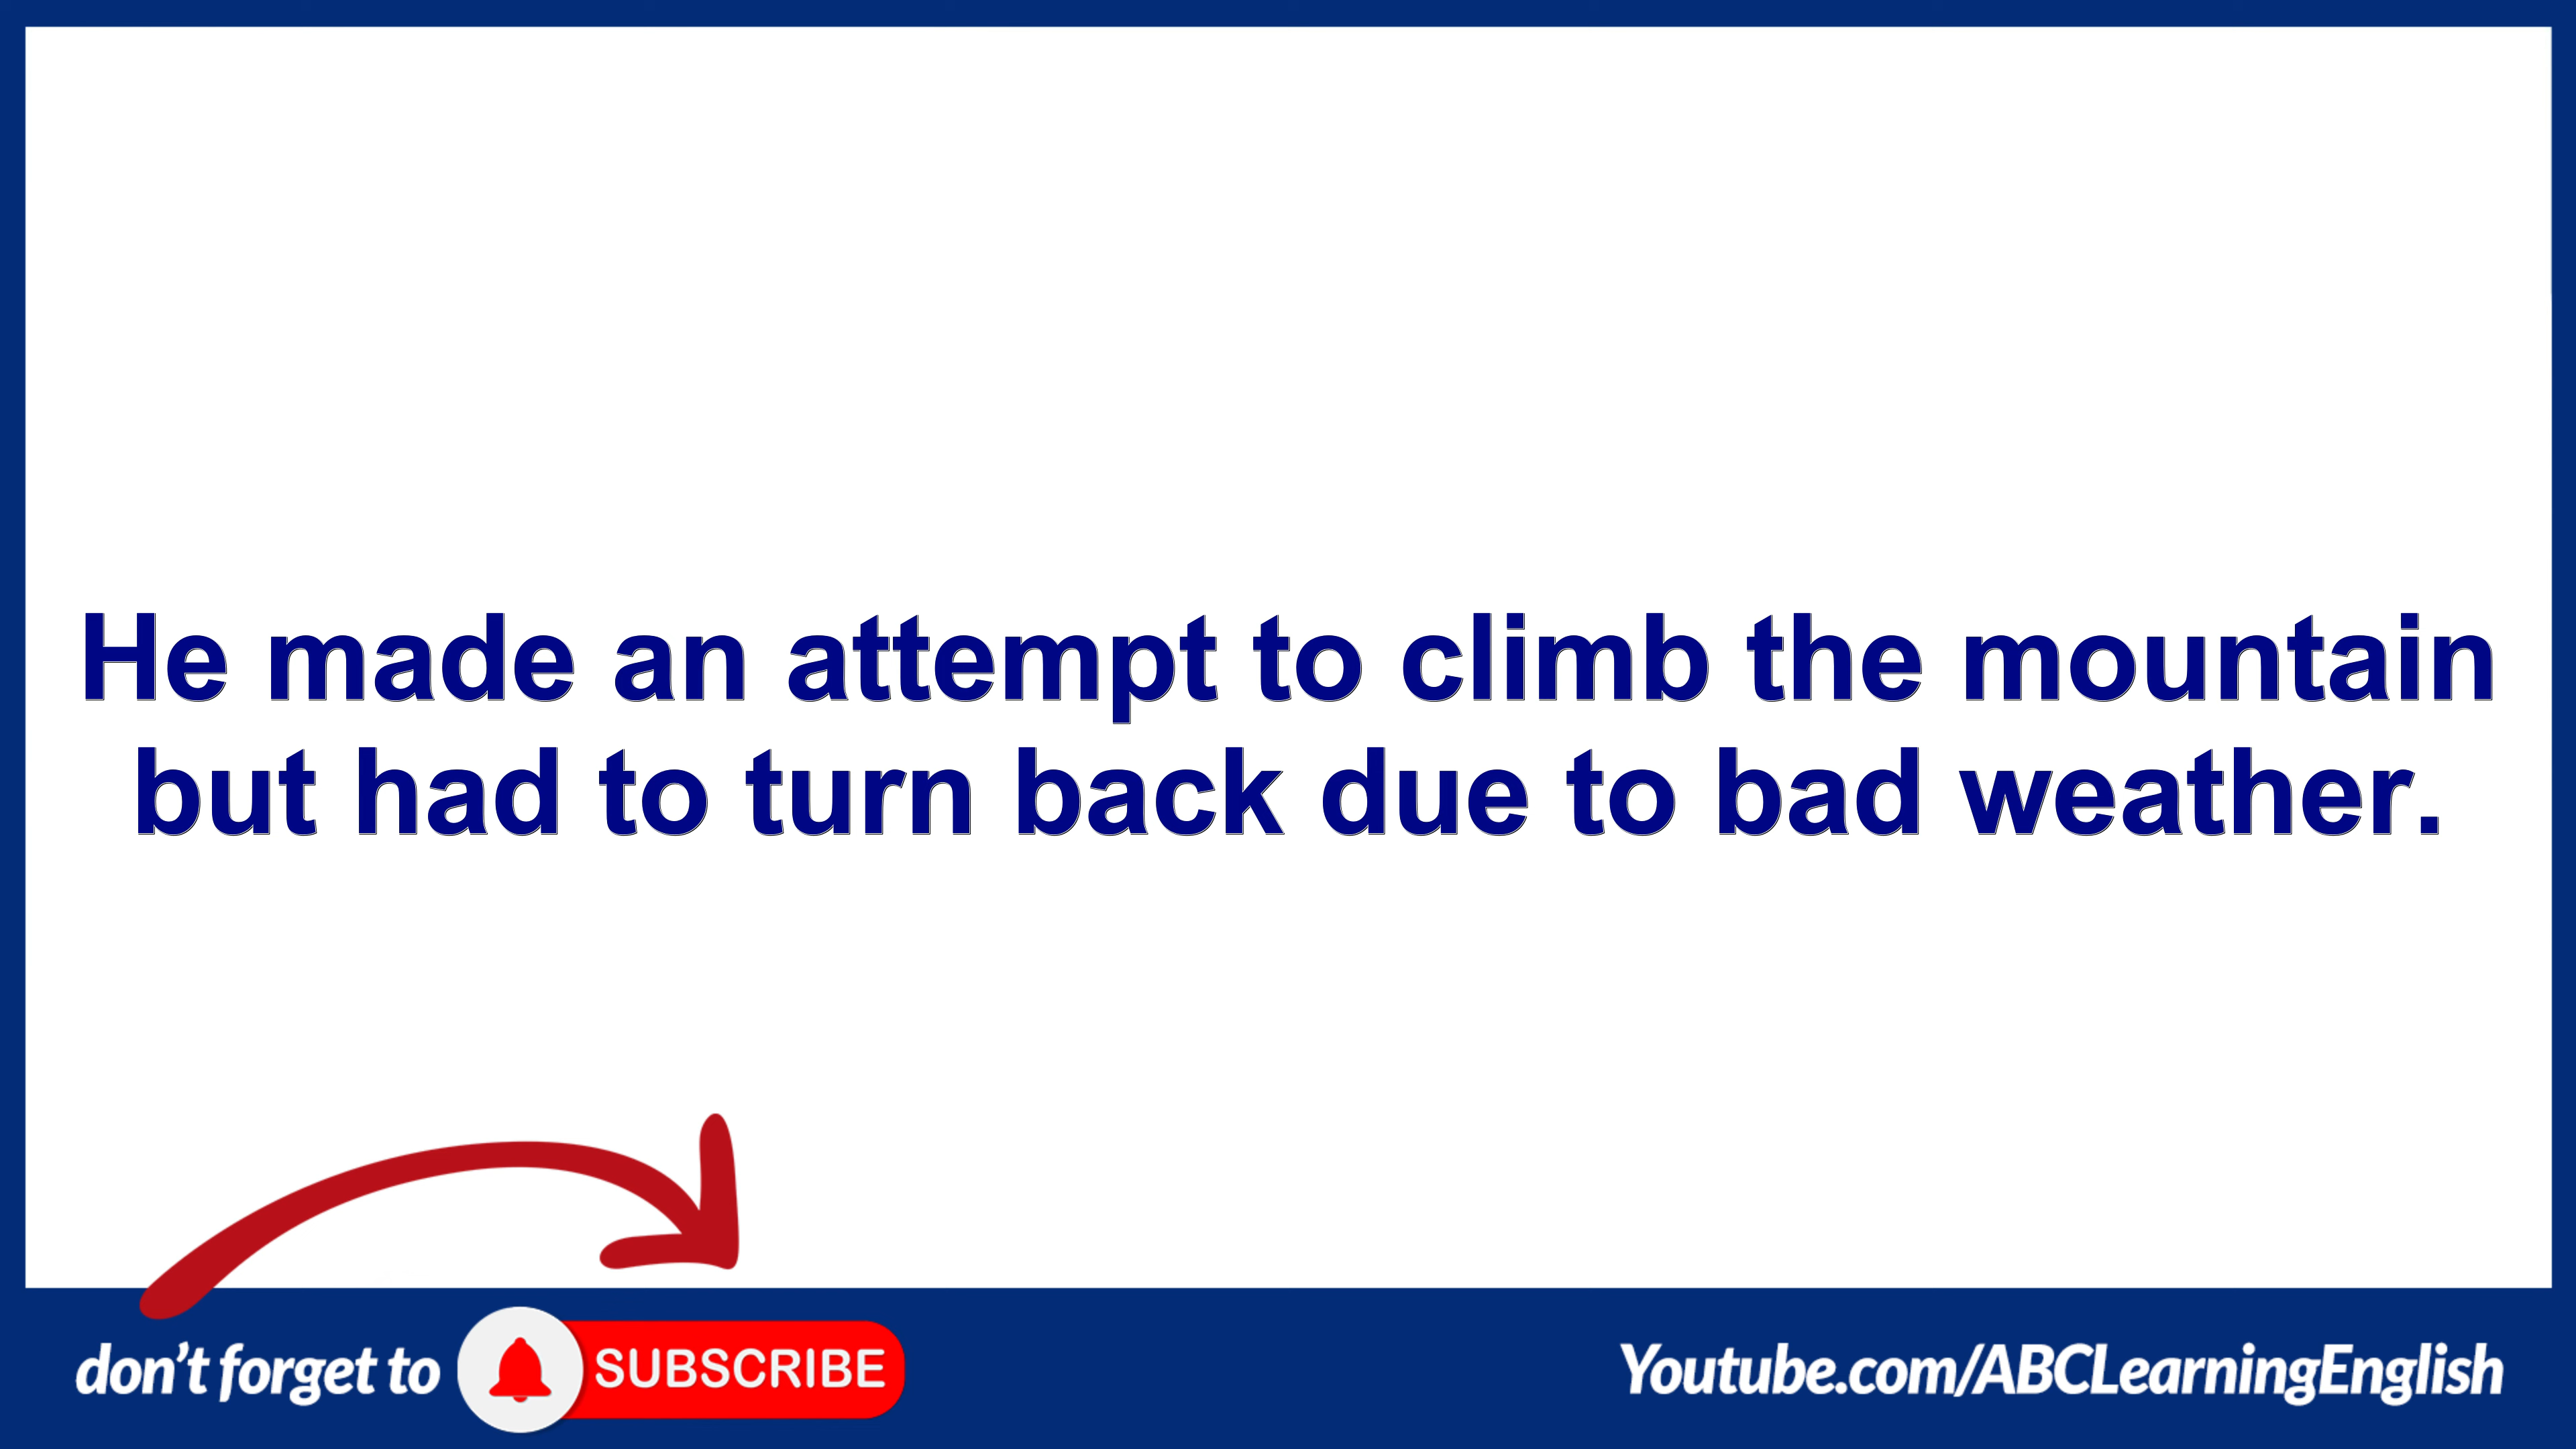 He made an attempt to climb the mountain
but had to turn back due to bad weather.
don't forget to SUBSCRIBE
Youtube.com/ABCLearningEnglish